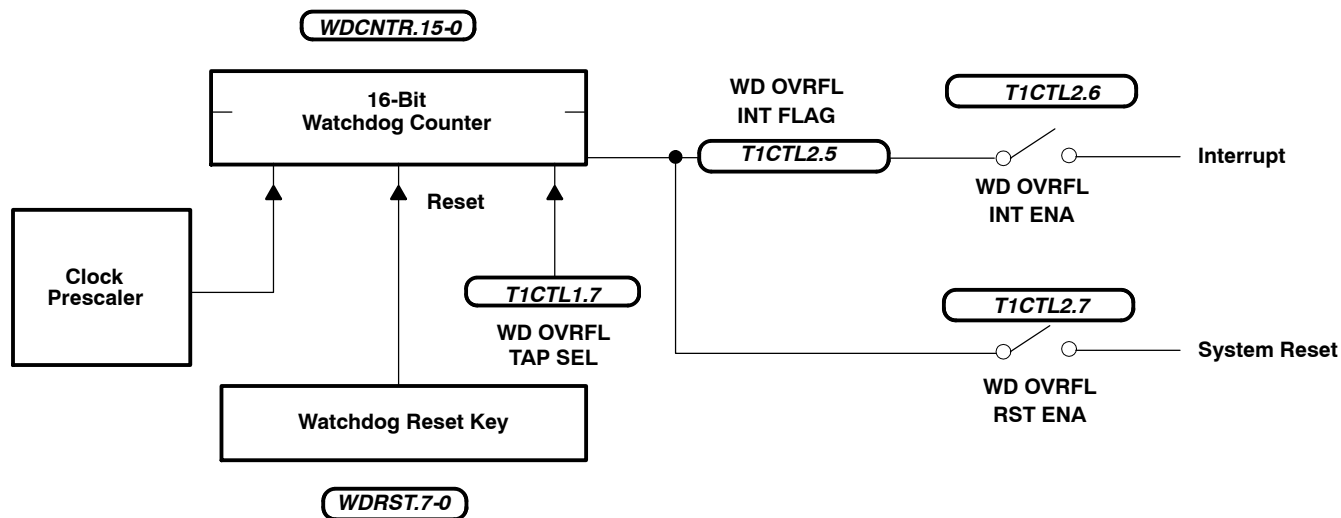 WDCNTR.15-0
16-Bit
Watchdog Counter
WD OVRFL
INT FLAG
T1CTL2.5
T1CTL2.6
Interrupt
WD OVRFL
INT ENA
Reset
Clock
Prescaler
T1CTL1.7
WD OVRFL
TAP SEL
T1CTL2.7
System Reset
WD OVRFL
RST ENA
Watchdog Reset Key
WDRST.7-0